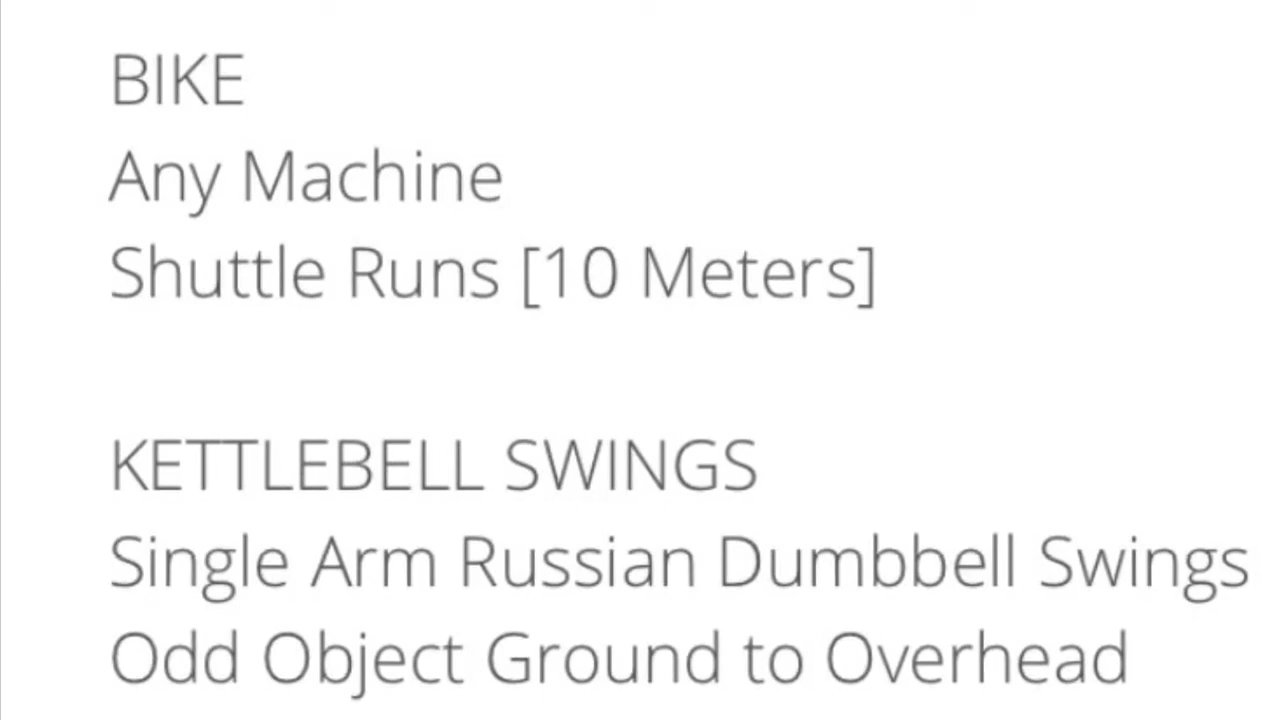 BIKE
Any Machine
Shuttle Runs [10 Meters]
KETTLEBELL SWINGS
Single Arm Russian Dumbbell Swings
Odd Object Ground to Overhead